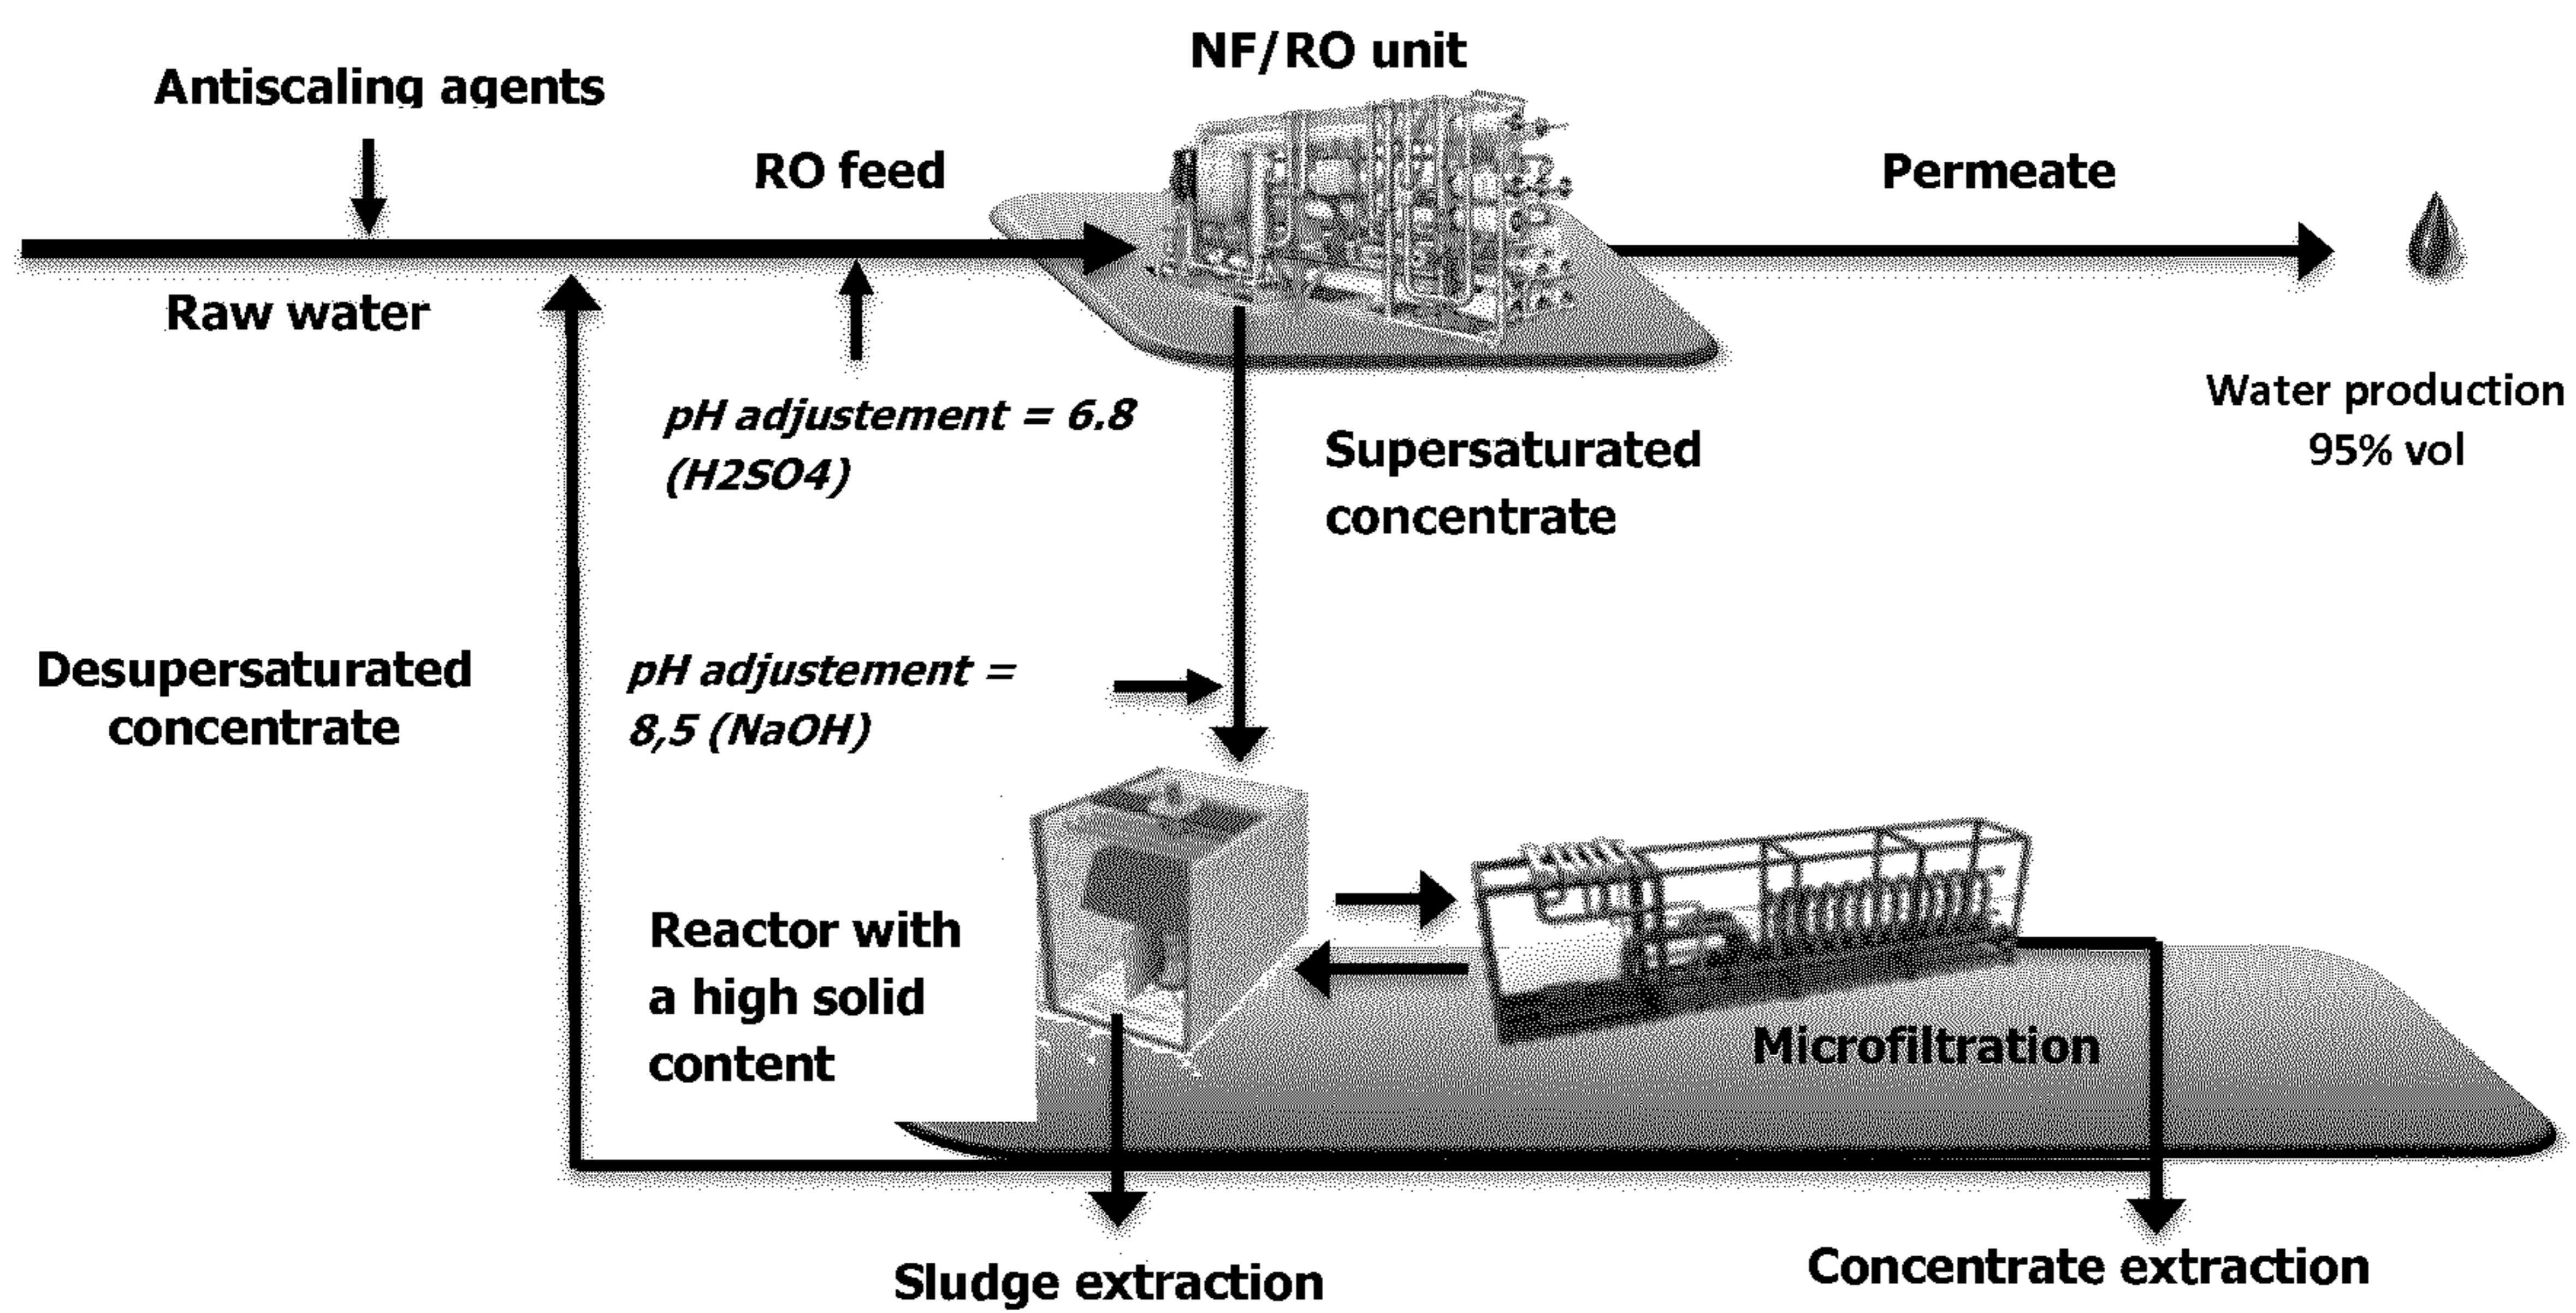 NF/RO unit
Antiscaling agents
RO feed
Permeate
Raw water
pH adjustement = 6.8
(H2SO4)
Water production
95% vol
Supersaturated
concentrate
Desupersaturated
concentrate
pH adjustement =
8,5 (NaOH)
Reactor with
a high solid
content
Microfiltration
Sludge extraction
Concentrate extraction